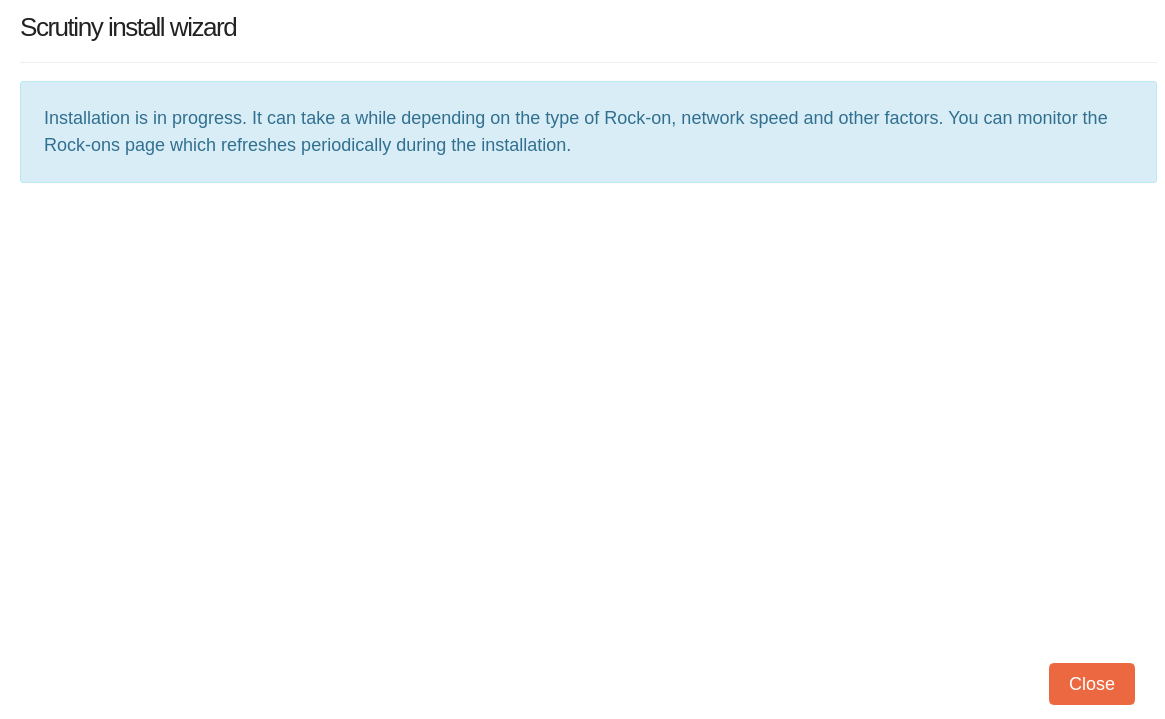 Scrutiny install wizard
Installation is in progress. It can take a while depending on the type of Rock-on, network speed and other factors. You can monitor the
Rock-ons page which refreshes periodically during the installation.
Close